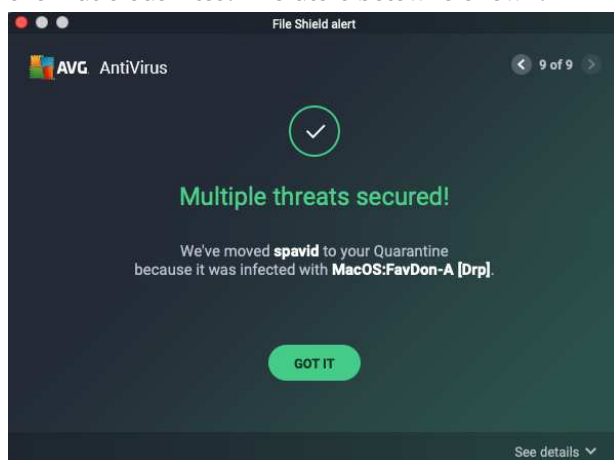 File Shield alert
AVG AntiVirus
9 of 9
Multiple threats secured!
We've moved spavid to your Quarantine
because it was infected with MacOS:FavDon-A [Drp].
GOT IT
See details